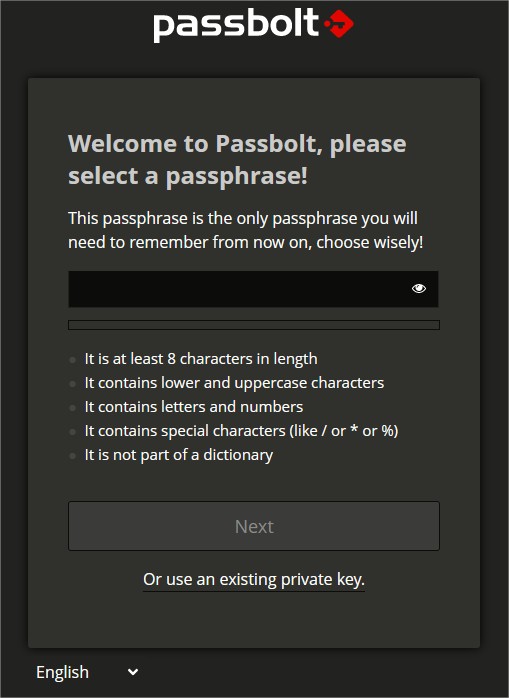 passbolt
Welcome to Passbolt, please
select a passphrase!
This passphrase is the only passphrase you will
need to remember from now on, choose wisely!
It is at least 8 characters in length
It contains lower and uppercase characters
It contains letters and numbers
It contains special characters (like / or * or %)
It is not part of a dictionary
Next
Or use an existing private key.
English